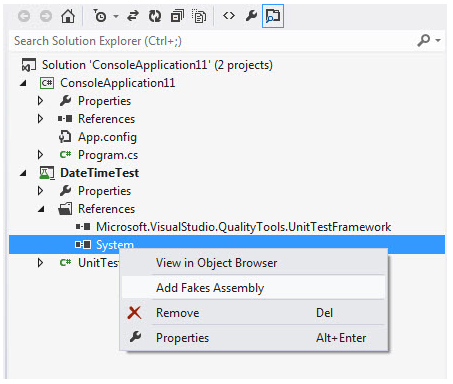 Search Solution Explorer (Ctrl+;)
Solution 'ConsoleApplication11' (2 projects)
C# ConsoleApplication11
Properties
References
App.config
C# Program.cs
DateTimeTest
Properties
References
Microsoft.VisualStudio.QualityTools.UnitTestFramework
System
C# UnitTes
View in Object Browser
Add Fakes Assembly
Remove Del
Properties Alt+Enter